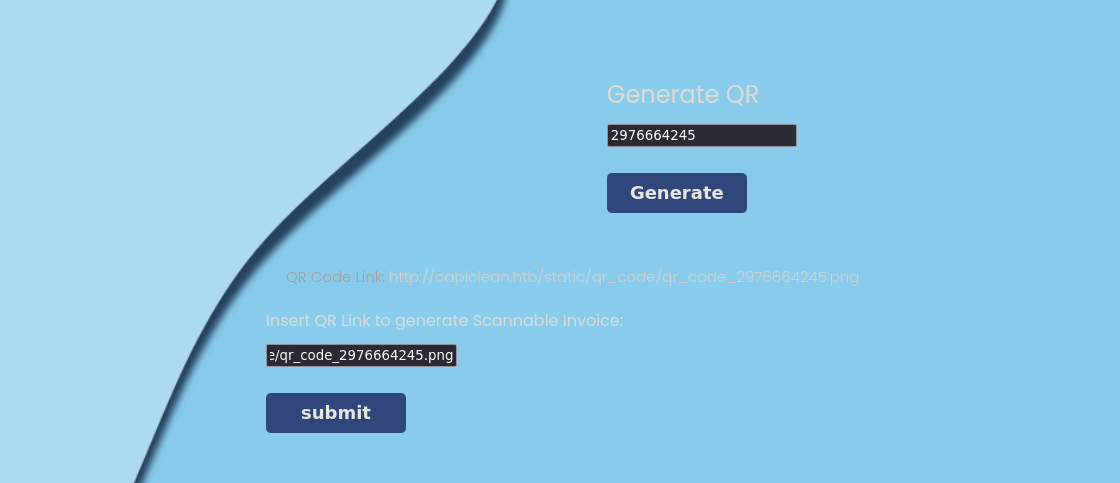 Generate QR
2976664245
Generate
QR Code Link: http://capiclean.htb/static/qr_code/qr_code_2976664245.png
Insert QR Link to generate Scannable Invoice:
e/qr_code_2976664245.png
submit